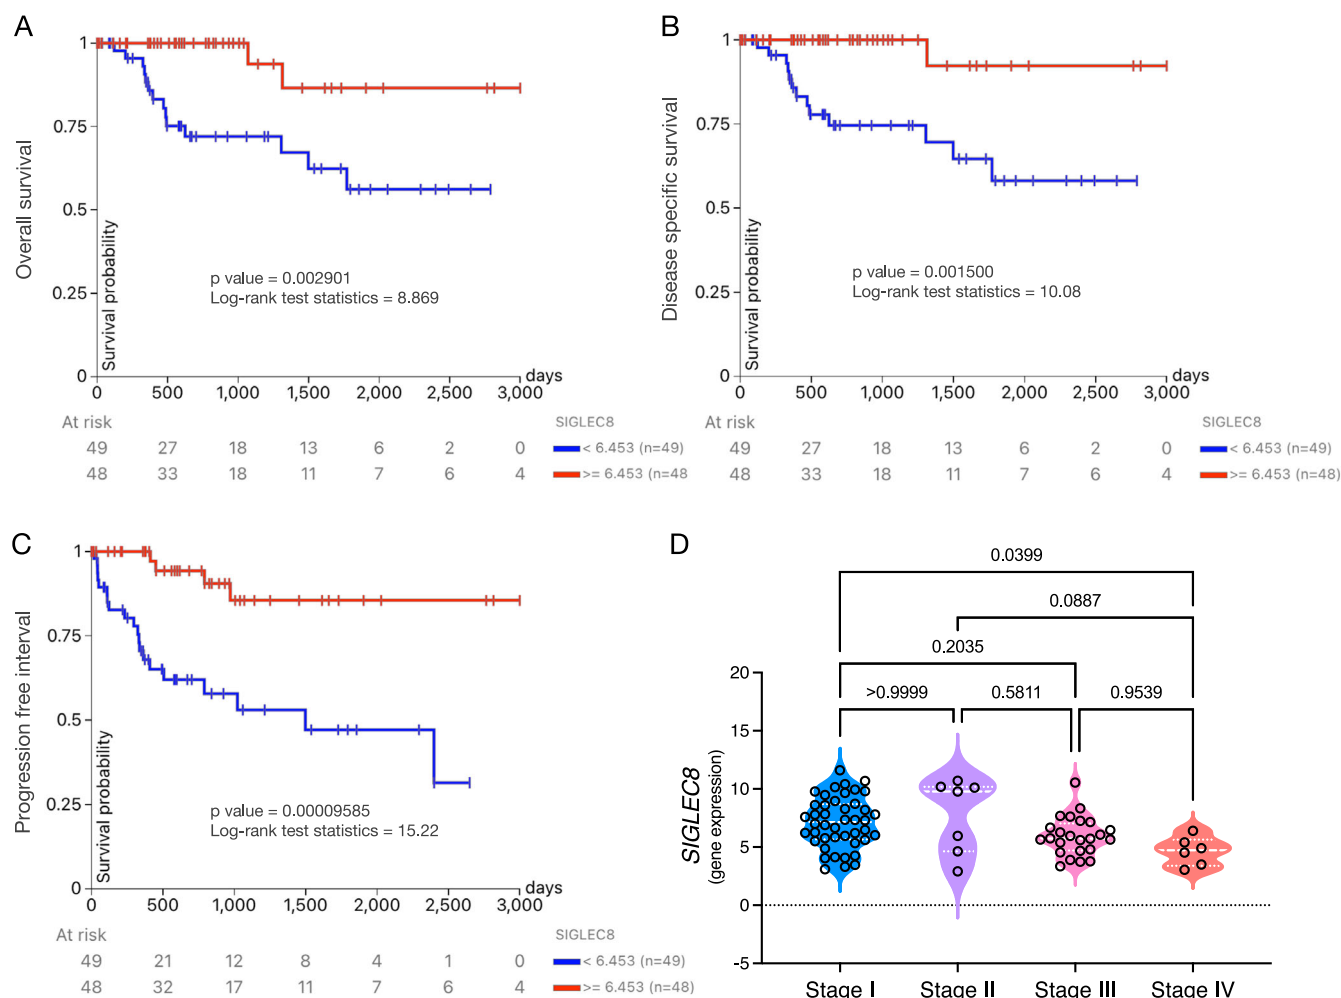 A
Overall survival
Survival probability
1
0.75
0.5
0.25
0
p value = 0.002901
Log-rank test statistics = 8.869
0 500 1,000 1,500 2,000 2,500 3,000 days
At risk SIGLEC8
49 27 18 13 6 2 0 < 6.453 (n=49)
48 33 18 11 7 6 4 >= 6.453 (n=48
B
Disease specific survival
Survival probability
1
0.75
0.5
0.25
0
p value = 0.001500
Log-rank test statistics = 10.08
0 500 1,000 1,500 2,000 2,500 3,000 days
At risk SIGLEC8
49 27 18 13 6 2 0 < 6.453 (n=49)
48 33 18 11 7 6 4 >= 6.453 (n=48)
C
Progression free interval
Survival probability
1
0.75
0.5
0.25
0
p value = 0.00009585
Log-rank test statistics = 15.22
0 500 1,000 1,500 2,000 2,500 3,000 days
At risk SIGLEC8
49 21 12 8 4 1 0 < 6.453 (n=49)
48 32 17 11 7 6 4 >= 6.453 (n=48)
D
0.0399
0.0887
0.2035
>0.9999 0.5811 0.9539
SIGLEC8
(gene expression)
20
15
10
5
0
-5
Stage I Stage II Stage III Stage IV